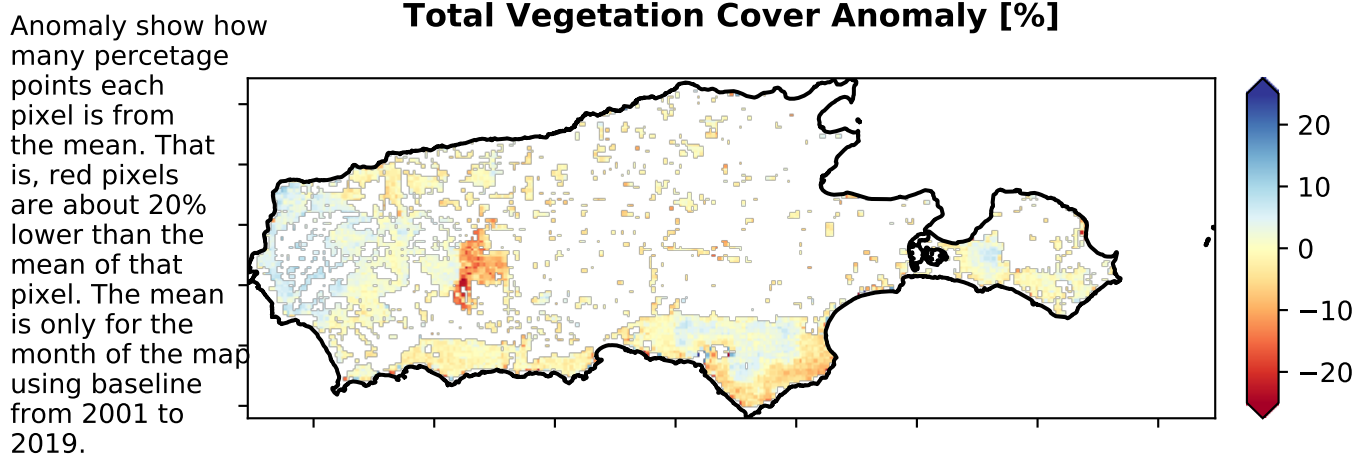 Total Vegetation Cover Anomaly [%]
Anomaly show how
many percetage
points each
pixel is from
the mean. That
is, red pixels
are about 20%
lower than the
mean of that
pixel. The mean
is only for the
month of the map
using baseline
from 2001 to
2019.
20
10
0
−10
−20